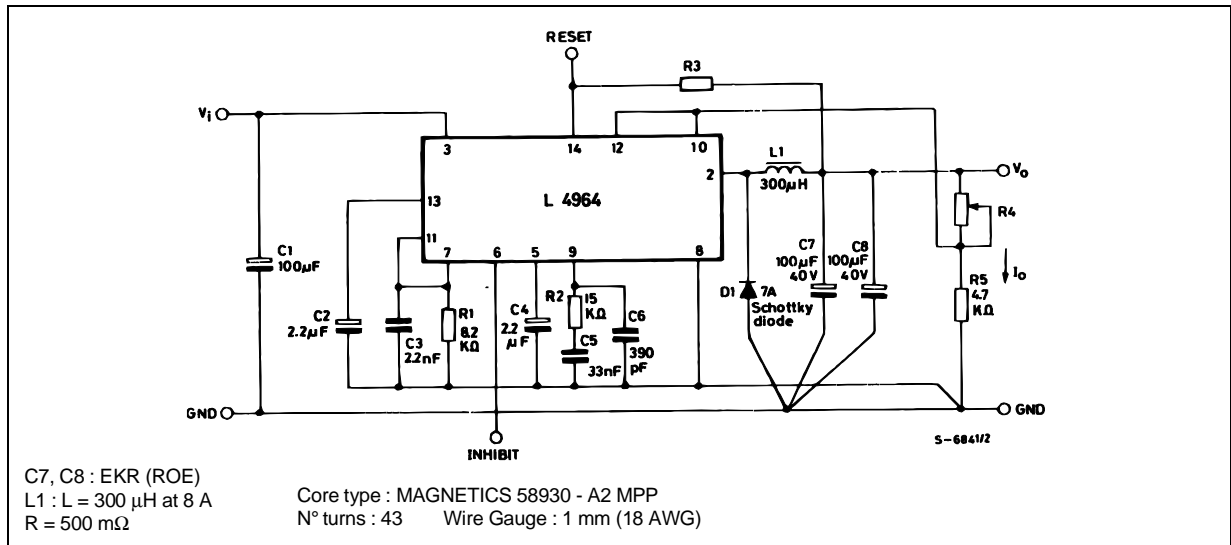 RESET
R3
Vi
3
14
12
10
2
L1
300μH
Vo
L 4964
13
11
7
6
5
9
8
R4
C1
100μF
C7
100μF
40V
C8
100μF
40V
Io
D1
7A
Schottky
diode
R5
4.7
KΩ
C2
2.2μF
C3
2.2nF
R1
8.2
KΩ
C4
2.2
μF
R2
15
KΩ
C5
33nF
C6
390
pF
GND
GND
INHIBIT
S-6841/2
C7, C8 : EKR (ROE)
L1 : L = 300 μH at 8 A
R = 500 mΩ
Core type : MAGNETICS 58930 - A2 MPP
N° turns : 43 Wire Gauge : 1 mm (18 AWG)